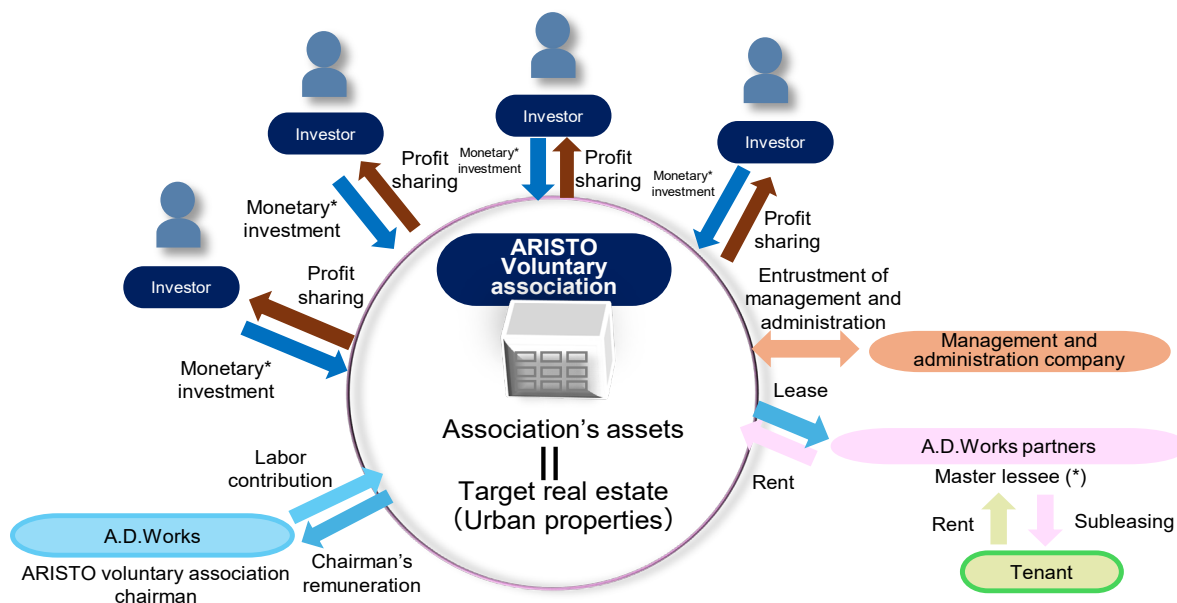 Investor
Investor
Investor
Investor
Monetary*
investment
Profit
sharing
Monetary*
investment
Profit
sharing
Monetary*
investment
Profit
sharing
Monetary*
investment
Profit
sharing
ARISTO
Voluntary
association
Association's assets
Target real estate
(Urban properties)
Entrustment of
management and
administration
Management and
administration company
Lease
Rent
A.D.Works partners
Master lessee (*)
Rent
Subleasing
Tenant
Labor
contribution
Chairman's
remuneration
A.D.Works
ARISTO voluntary association
chairman